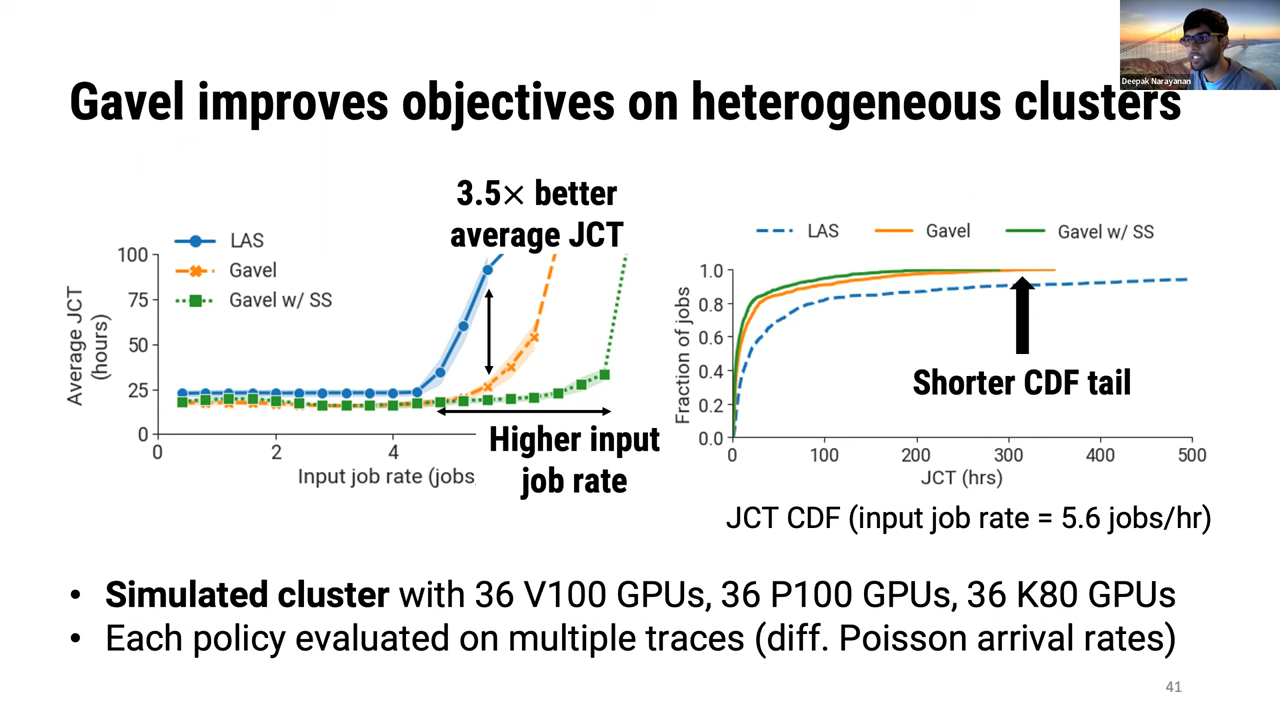 Deepak Narayanan
Gavel improves objectives on heterogeneous clusters
3.5× better
average JCT
LAS
Gavel
Gavel w/ SS
100
75
50
25
0
Average JCT
(hours)
0
2
4
Input job rate (jobs
Higher input
job rate
LAS
Gavel
Gavel w/ SS
1.0
0.8
0.6
0.4
0.2
0.0
Fraction of jobs
Shorter CDF tail
0
100
200
300
400
500
JCT (hrs)
JCT CDF (input job rate = 5.6 jobs/hr)
• Simulated cluster with 36 V100 GPUs, 36 P100 GPUs, 36 K80 GPUs
• Each policy evaluated on multiple traces (diff. Poisson arrival rates)
41